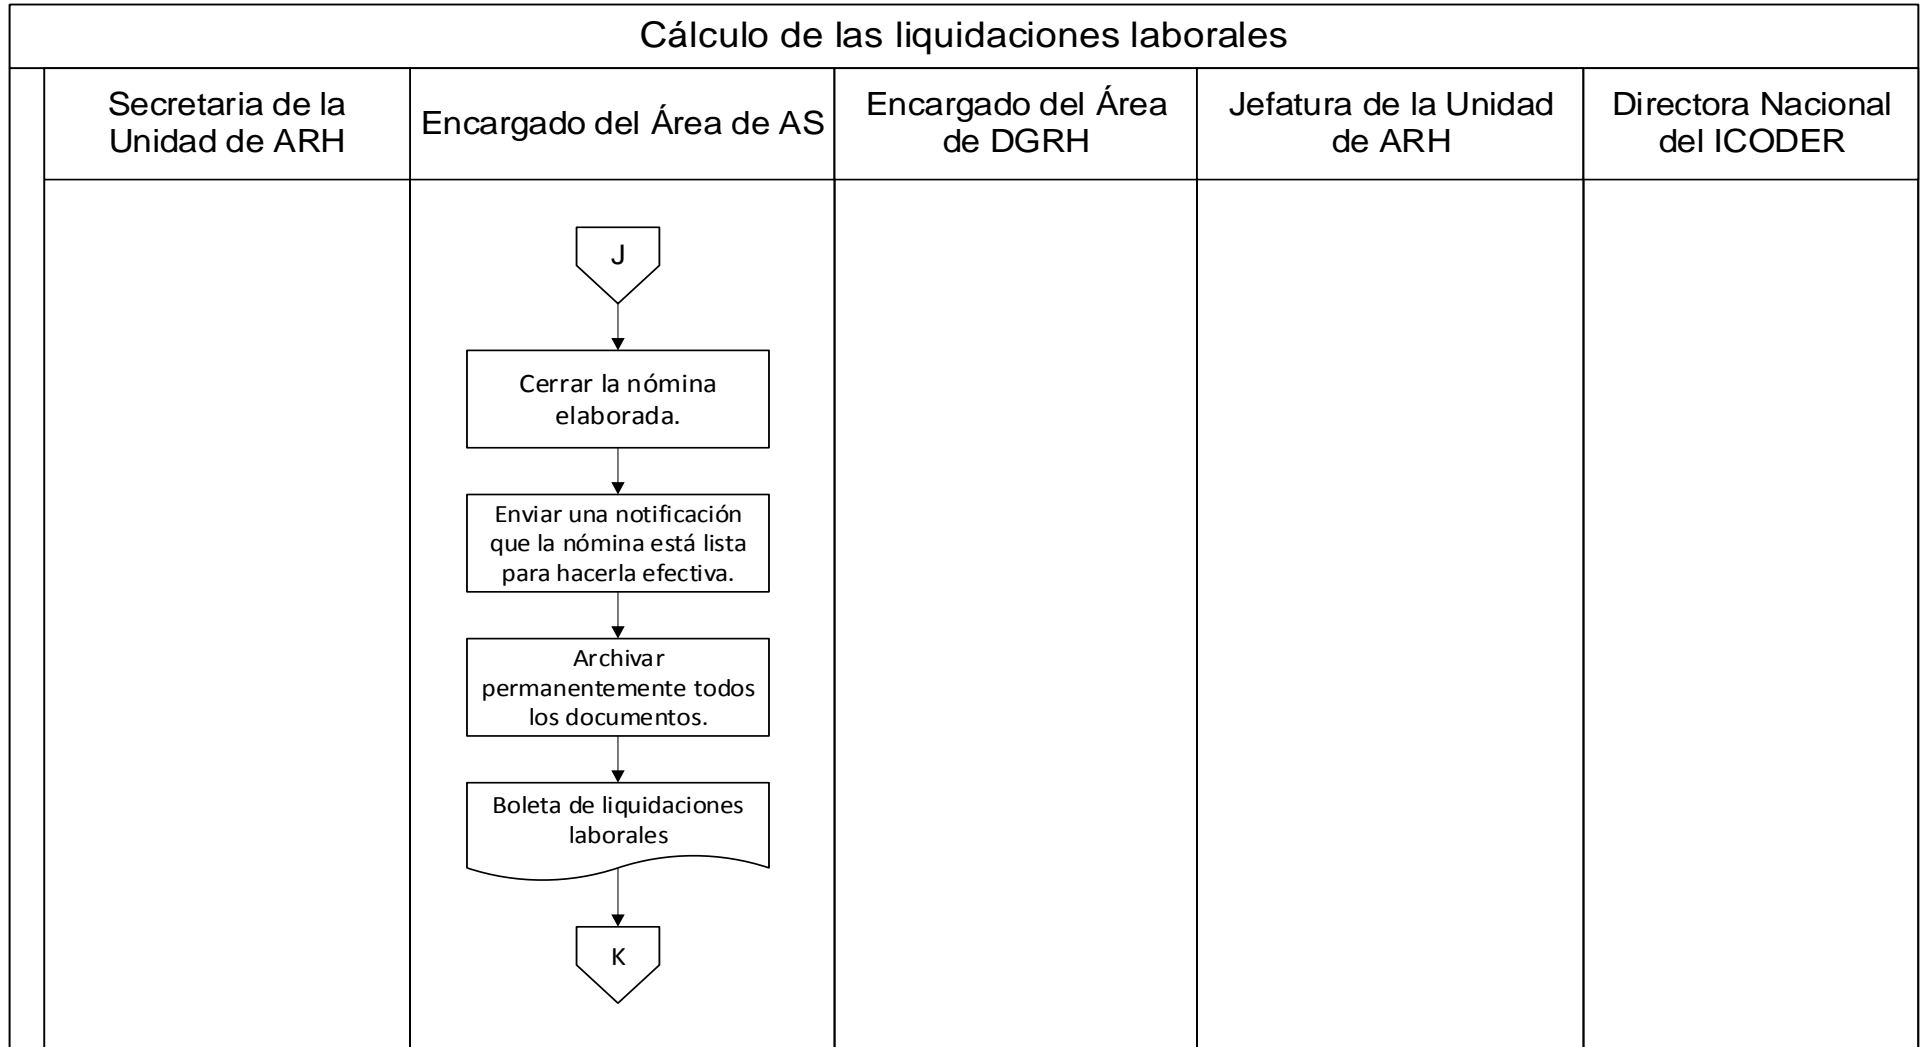 Cálculo de las liquidaciones laborales
Secretaria de la
Unidad de ARH
Encargado del Área de AS
Encargado del Área
de DGRH
Jefatura de la Unidad
de ARH
Directora Nacional
del ICODER
J
Cerrar la nómina
elaborada.
Enviar una notificación
que la nómina está lista
para hacerla efectiva.
Archivar
permanentemente todos
los documentos.
Boleta de liquidaciones
laborales
K